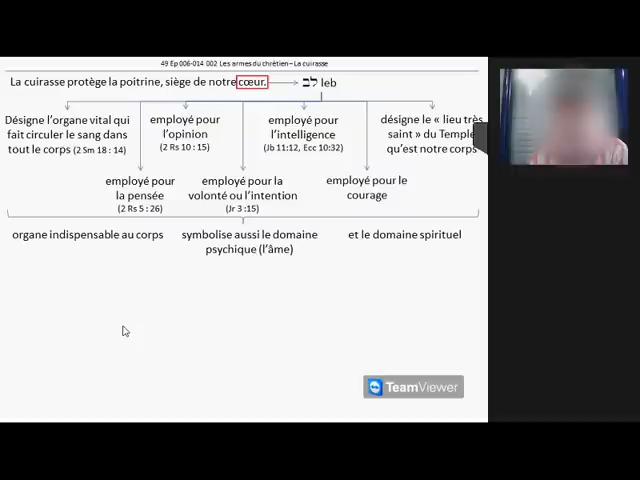 49 Ep 006-014 002 Les armes du chrétien – La cuirasse
La cuirasse protège la poitrine, siège de notre cœur. לב leb
Désigne l'organe vital qui
fait circuler le sang dans
tout le corps (2 Sm 18 : 14)
employé pour
l'opinion
(2 Rs 10 : 15)
employé pour
l'intelligence
(Jb 11:12, Ecc 10:32)
désigne le « lieu très
saint » du Temple
qu'est notre corps
employé pour
la pensée
(2 Rs 5 : 26)
employé pour la
volonté ou l'intention
(Jr 3 :15)
employé pour le
courage
organe indispensable au corps
symbolise aussi le domaine
psychique (l'âme)
et le domaine spirituel
TeamViewer